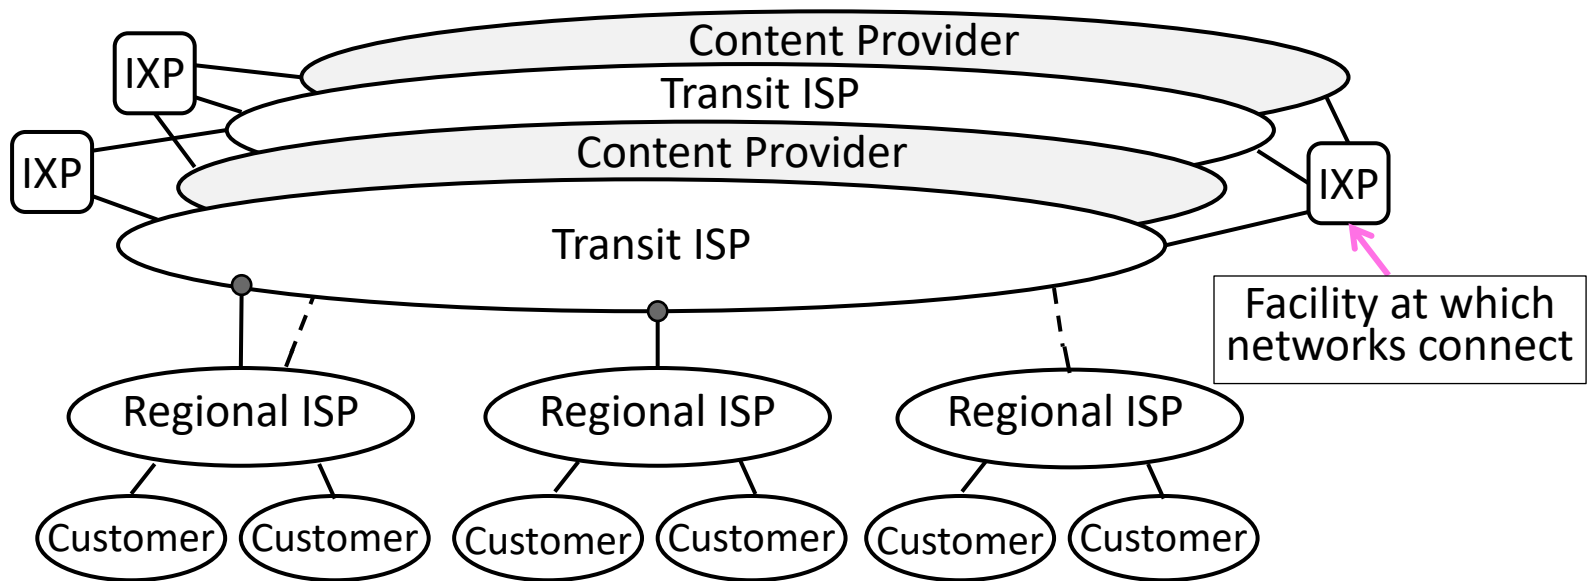 Content Provider
IXP
Transit ISP
Content Provider
IXP
IXP
Transit ISP
Facility at which
networks connect
Regional ISP
Regional ISP
Regional ISP
Customer
Customer
Customer
Customer
Customer
Customer